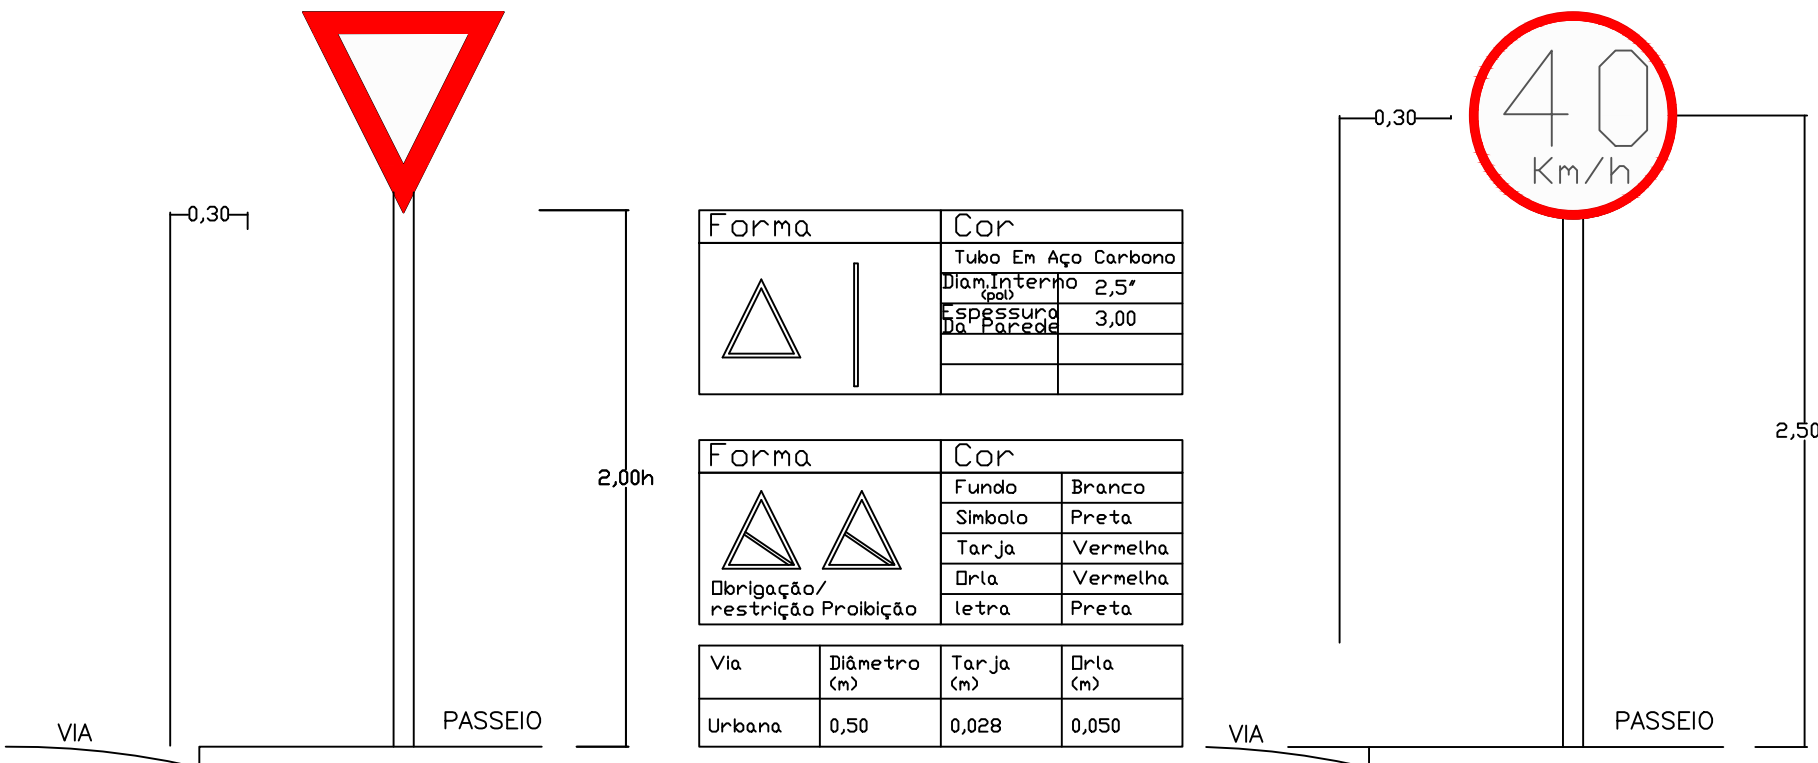 40
Km/h
0,30
0,30
2,00h
2,50
Forma Cor
Tubo Em Aço Carbono
Diam.Interno
(pol)
2,5"
Espessura
Da Parede
3,00
Forma Cor
Fundo Branco
Simbolo Preta
Tarja Vermelha
Orla Vermelha
letra Preta
Obrigação/
restrição Proibição
Via Diâmetro Tarja Orla
(m) (m) (m)
Urbana 0,50 0,028 0,050
VIA PASSEIO
VIA PASSEIO